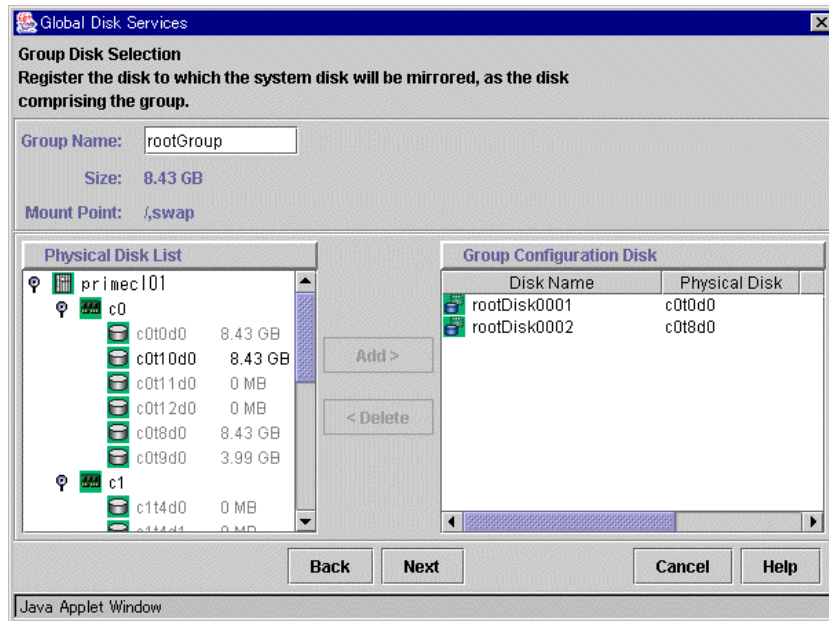 Global Disk Services
Group Disk Selection
Register the disk to which the system disk will be mirrored, as the disk
comprising the group.
Group Name: rootGroup
Size: 8.43 GB
Mount Point: /,swap
Physical Disk List
primecl01
c0
c0t0d0 8.43 GB
c0t10d0 8.43 GB
c0t11d0 0 MB
c0t12d0 0 MB
c0t8d0 8.43 GB
c0t9d0 3.99 GB
c1
c1t4d0 0 MB
c1t4d1 0 MB
Add >
< Delete
Group Configuration Disk
Disk Name Physical Disk
rootDisk0001 c0t0d0
rootDisk0002 c0t8d0
Back Next Cancel Help
Java Applet Window